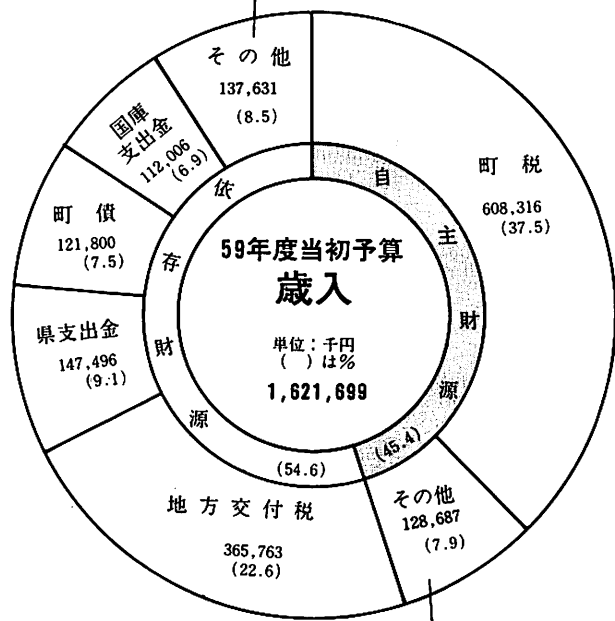 59年度当初予算
歳入
単位：千円
（ ）は%
1,621,699
自主財源
(45.4)
町税
608,316
(37.5)
その他
128,687
(7.9)
依存財源
(54.6)
地方交付税
365,763
(22.6)
県支出金
147,496
(9.1)
町債
121,800
(7.5)
国庫
支出金
112,006
(6.9)
その他
137,631
(8.5)